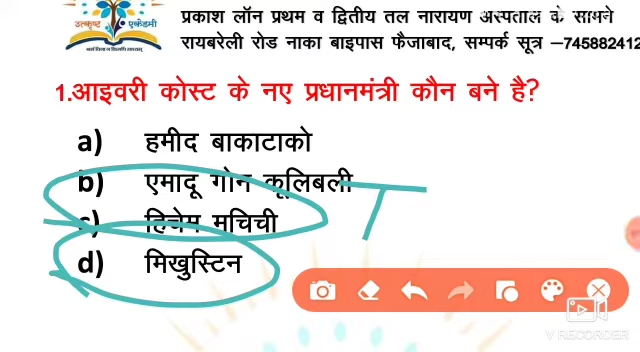 उत्कृष्ट एकेडमी
प्रकाश लॉन प्रथम व द्वितीय तल नारायण अस्पताल के सामने
रायबरेली रोड नाका बाइपास फैजाबाद, सम्पर्क सूत्र –745882412
1.आइवरी कोस्ट के नए प्रधानमंत्री कौन बने है?
a) हमीद बाकाटाको
b) एमादू गोन कूलिबली
c) हिचेम मचिची
d) मिखुस्टिन
V RECORDER